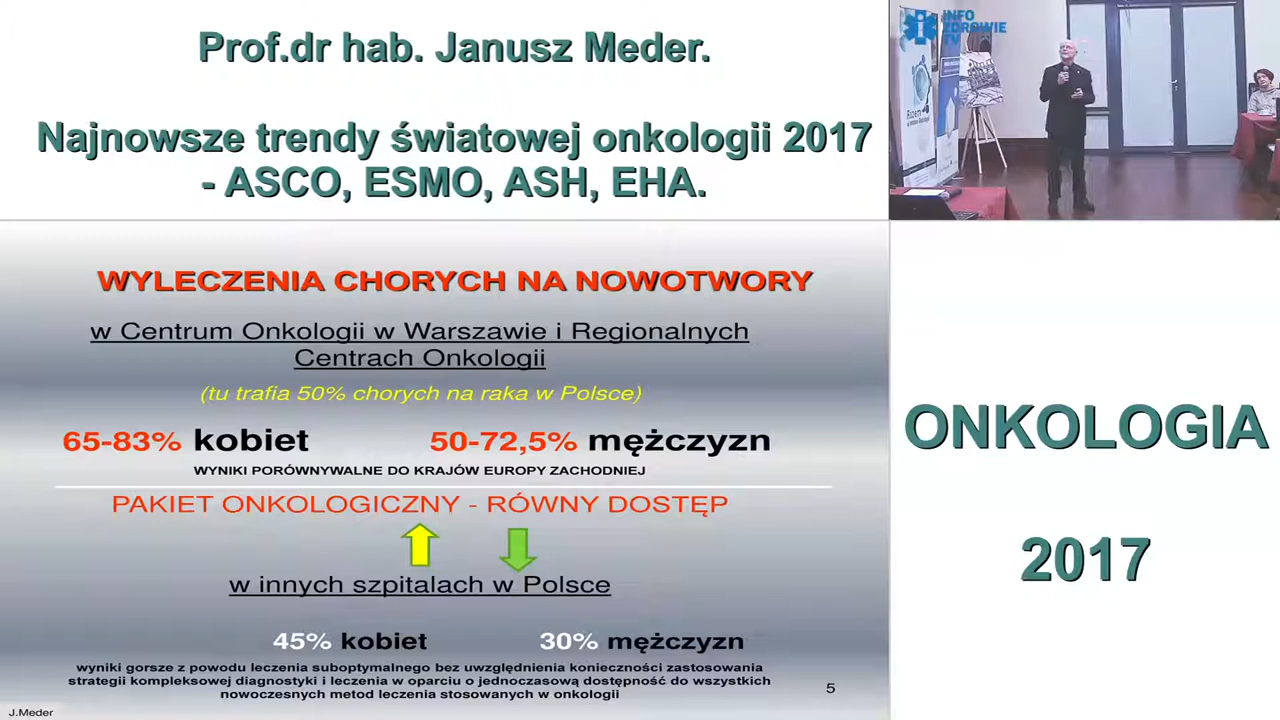 Prof.dr hab. Janusz Meder.
Najnowsze trendy światowej onkologii 2017
- ASCO, ESMO, ASH, EHA.
INFO
ZDROWIE
TV
WYLECZENIA CHORYCH NA NOWOTWORY
w Centrum Onkologii w Warszawie i Regionalnych
Centrach Onkologii
(tu trafia 50% chorych na raka w Polsce)
65-83% kobiet 50-72,5% mężczyzn
WYNIKI PORÓWNYWALNE DO KRAJÓW EUROPY ZACHODNIEJ
PAKIET ONKOLOGICZNY - RÓWNY DOSTĘP
w innych szpitalach w Polsce
45% kobiet 30% mężczyzn
wyniki gorsze z powodu leczenia suboptymalnego bez uwzględnienia konieczności zastosowania
strategii kompleksowej diagnostyki i leczenia w oparciu o jednoczasową dostępność do wszystkich
nowoczesnych metod leczenia stosowanych w onkologii
5
J.Meder
ONKOLOGIA
2017